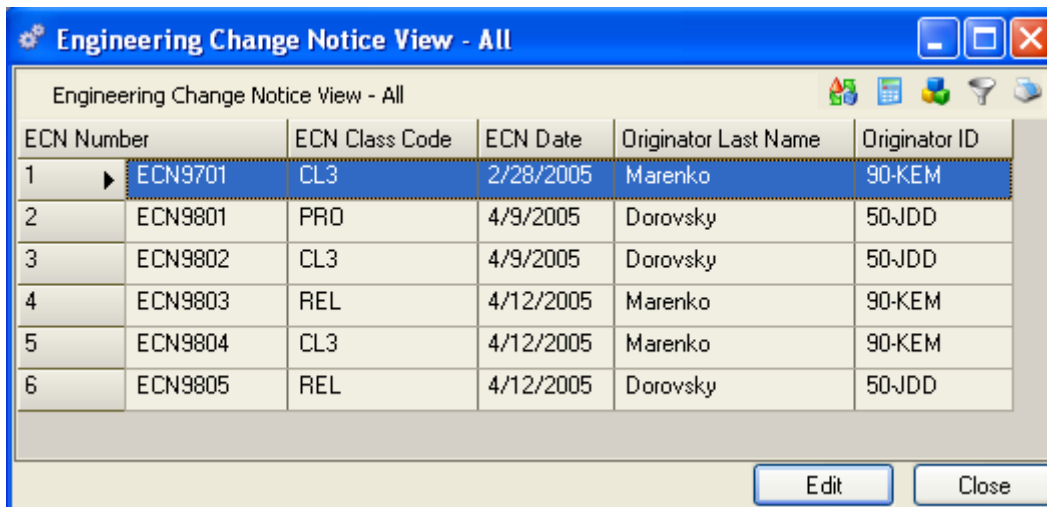 Engineering Change Notice View - All
Engineering Change Notice View - All
ECN Number ECN Class Code ECN Date Originator Last Name Originator ID
1 ECN9701 CL3 2/28/2005 Marenko 90-KEM
2 ECN9801 PRO 4/9/2005 Dorovsky 50-JDD
3 ECN9802 CL3 4/9/2005 Dorovsky 50-JDD
4 ECN9803 REL 4/12/2005 Marenko 90-KEM
5 ECN9804 CL3 4/12/2005 Marenko 90-KEM
6 ECN9805 REL 4/12/2005 Dorovsky 50-JDD
Edit Close